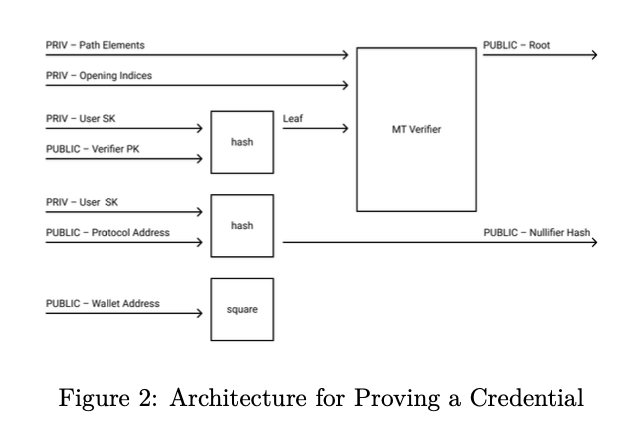 PRIV – Path Elements
PUBLIC – Root
PRIV – Opening Indices
PRIV – User SK
Leaf
hash
MT Verifier
PUBLIC – Verifier PK
PRIV – User SK
hash
PUBLIC – Protocol Address
PUBLIC – Nullifier Hash
PUBLIC – Wallet Address
square
Figure 2: Architecture for Proving a Credential